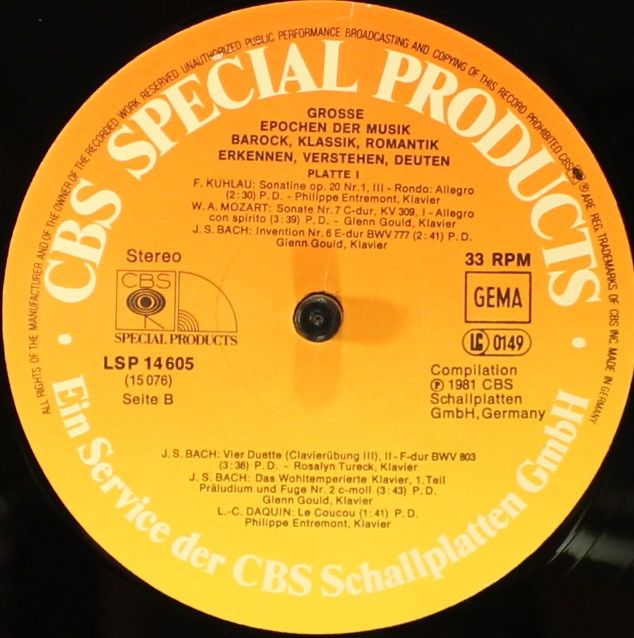 ALL RIGHTS OF THE MANUFACTURER AND OF THE OWNER OF THE RECORDED WORK RESERVED UNAUTHORIZED PUBLIC PERFORMANCE BROADCASTING AND COPYING OF THIS RECORD PROHIBITED. CBS ® ARE REG. TRADEMARKS OF CBS INC. MADE IN GERMANY
• CBS SPECIAL PRODUCTS •
GROSSE
EPOCHEN DER MUSIK
BAROCK, KLASSIK, ROMANTIK
ERKENNEN, VERSTEHEN, DEUTEN
PLATTE I
F. KUHLAU: Sonatine op. 20 Nr. 1, III - Rondo: Allegro
(2:30) P. D. - Philippe Entremont, Klavier
W. A. MOZART: Sonate Nr. 7 C-dur, KV 309, I - Allegro
con spirito (3:39) P. D. - Glenn Gould, Klavier
J. S. BACH: Invention Nr. 6 E-dur BWV 777 (2:41) P. D.
Glenn Gould, Klavier
Stereo
CBS
SPECIAL PRODUCTS
LSP 14 605
(15 076)
Seite B
33 RPM
GEMA
LC 0149
Compilation
℗ 1981 CBS
Schallplatten
GmbH, Germany
J. S. BACH: Vier Duette (Clavierübung III), II - F-dur BWV 803
(3:36) P. D. - Rosalyn Tureck, Klavier
J. S. BACH: Das Wohltemperierte Klavier, 1. Teil
Präludium und Fuge Nr. 2 c-moll (3:43) P. D.
Glenn Gould, Klavier
L.-C. DAQUIN: Le Coucou (1:41) P. D.
Philippe Entremont, Klavier
Ein Service der CBS Schallplatten GmbH